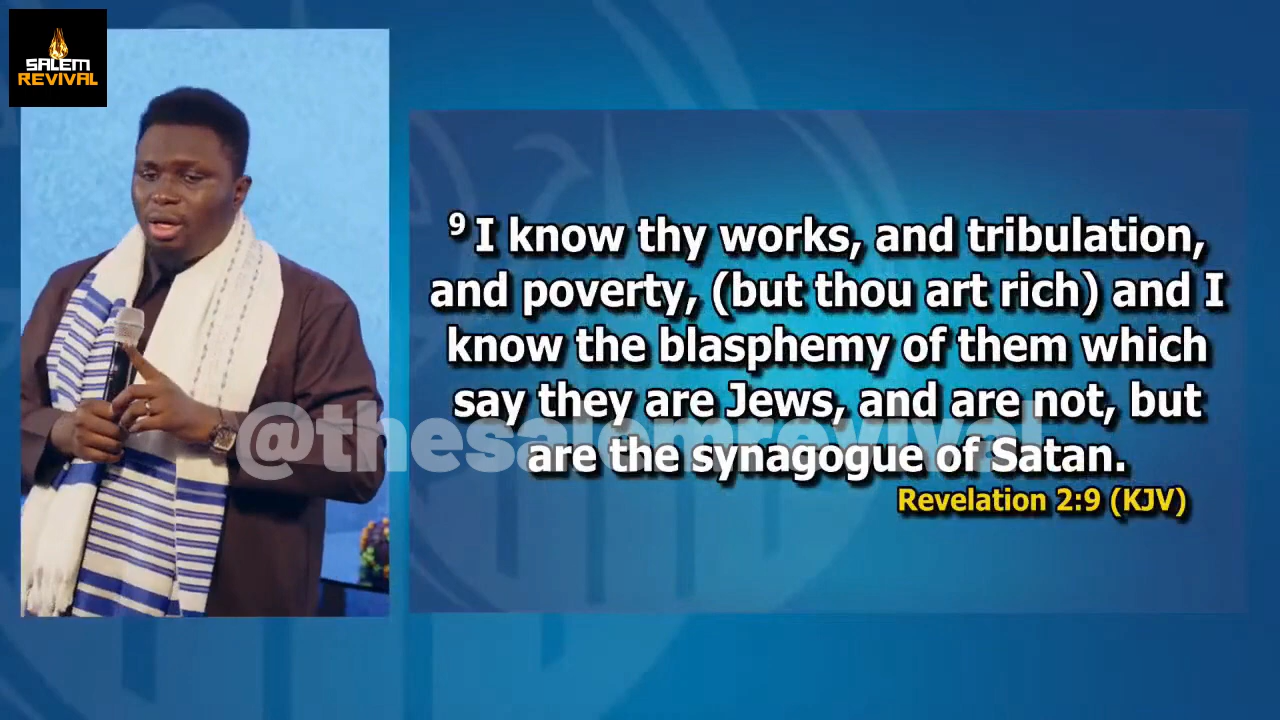 SALEM
REVIVAL
9 I know thy works, and tribulation,
and poverty, (but thou art rich) and I
know the blasphemy of them which
say they are Jews, and are not, but
are the synagogue of Satan.
Revelation 2:9 (KJV)
@thesalemrevival